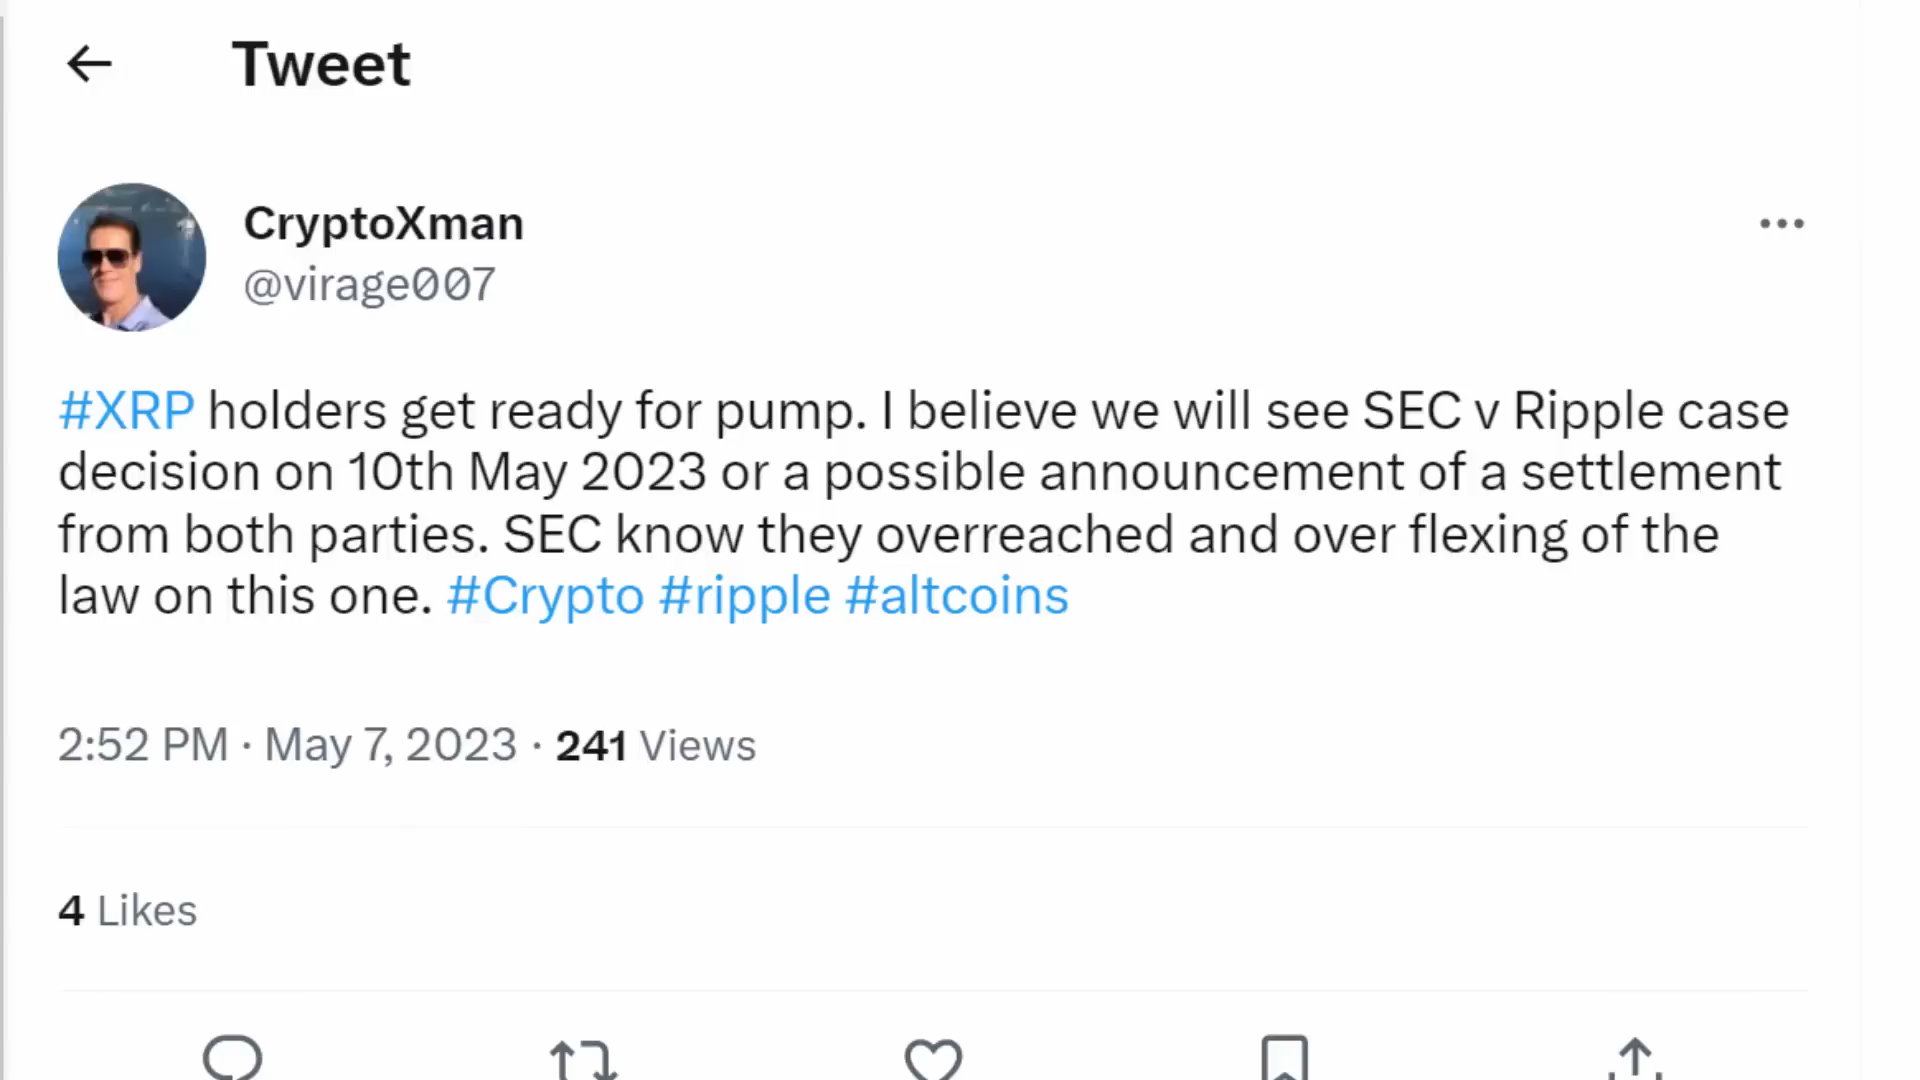 Tweet
CryptoXman
@virage007
#XRP holders get ready for pump. I believe we will see SEC v Ripple case
decision on 10th May 2023 or a possible announcement of a settlement
from both parties. SEC know they overreached and over flexing of the
law on this one. #Crypto #ripple #altcoins
2:52 PM · May 7, 2023 · 241 Views
4 Likes